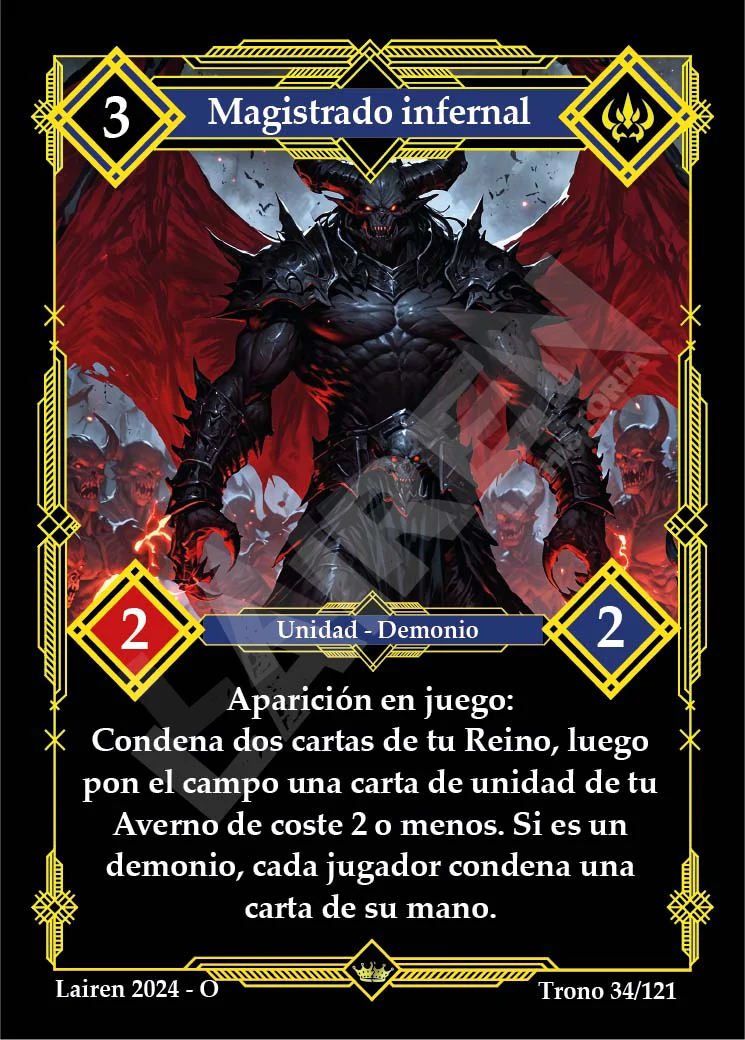 3
Magistrado infernal
LAIREN
HISTORIA
2
Unidad - Demonio
2
Aparición en juego:
Condena dos cartas de tu Reino, luego
pon el campo una carta de unidad de tu
Averno de coste 2 o menos. Si es un
demonio, cada jugador condena una
carta de su mano.
Lairen 2024 - O
Trono 34/121